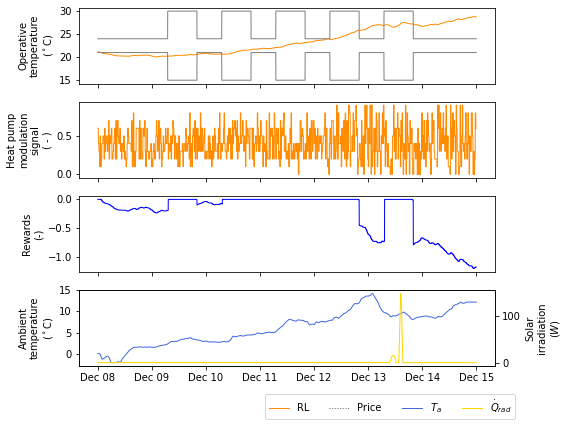 Operative
temperature
(°C)
30
25
20
15
Heat pump
modulation
signal
( - )
0.5
0.0
Rewards
(-)
0.0
−0.5
−1.0
Ambient
temperature
(°C)
15
10
5
0
100
0
Solar
irradiation
(W)
Dec 08 Dec 09 Dec 10 Dec 11 Dec 12 Dec 13 Dec 14 Dec 15
RL Price T_a Q̇_rad